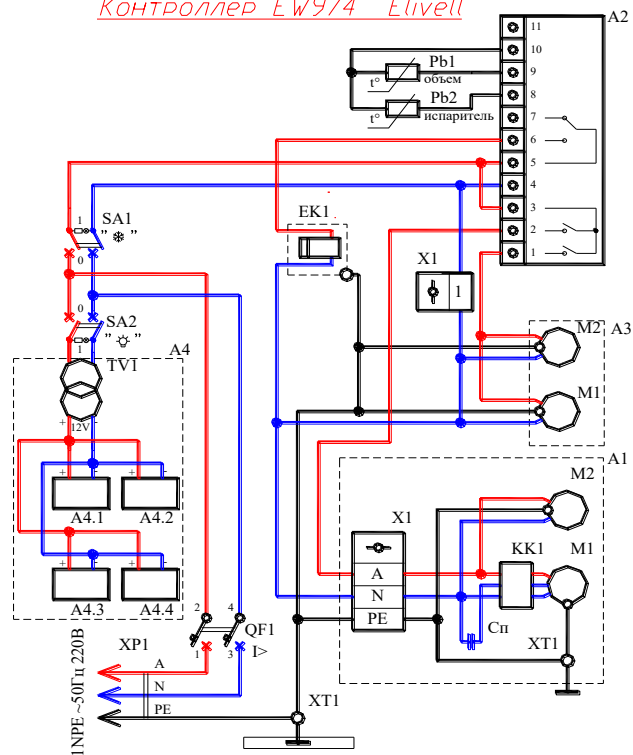 Контроллер EW974 Elivell
A2
11
10
9
8
7
6
5
4
3
2
1
Pb1
объем
t°
Pb2
испаритель
t°
SA1
1
" ❄ "
0
EK1
X1
1
0
SA2
" "
1
TV1
A4
12V
+ -
M2
A3
M1
+ - + -
A4.1
A4.2
+ - + -
A4.3
A4.4
A1
M2
X1
A
N
PE
KK1
M1
Сп
XT1
2
4
QF1
1
3
I>
XP1
A
N
PE
1NPE ~50Гц 220В
XT1